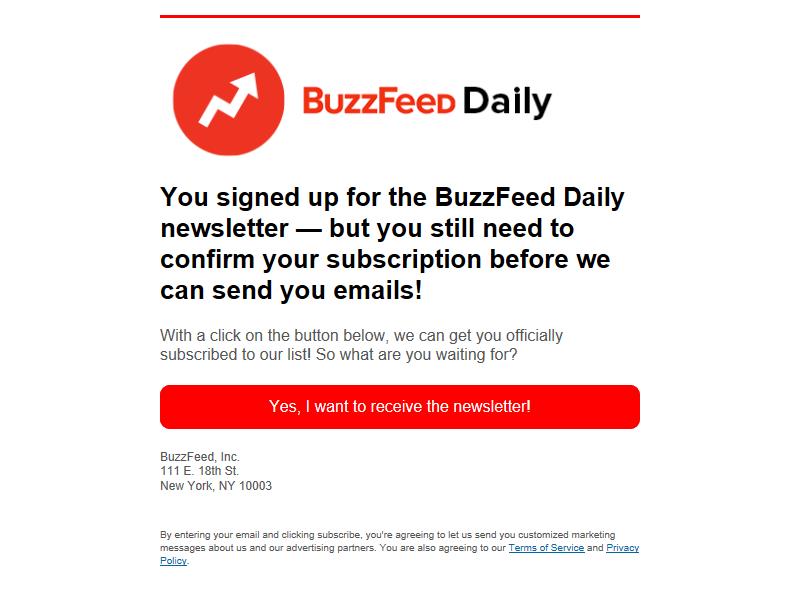 BuzzFeed Daily
You signed up for the BuzzFeed Daily
newsletter — but you still need to
confirm your subscription before we
can send you emails!
With a click on the button below, we can get you officially
subscribed to our list! So what are you waiting for?
Yes, I want to receive the newsletter!
BuzzFeed, Inc.
111 E. 18th St.
New York, NY 10003
By entering your email and clicking subscribe, you're agreeing to let us send you customized marketing
messages about us and our advertising partners. You are also agreeing to our Terms of Service and Privacy
Policy.